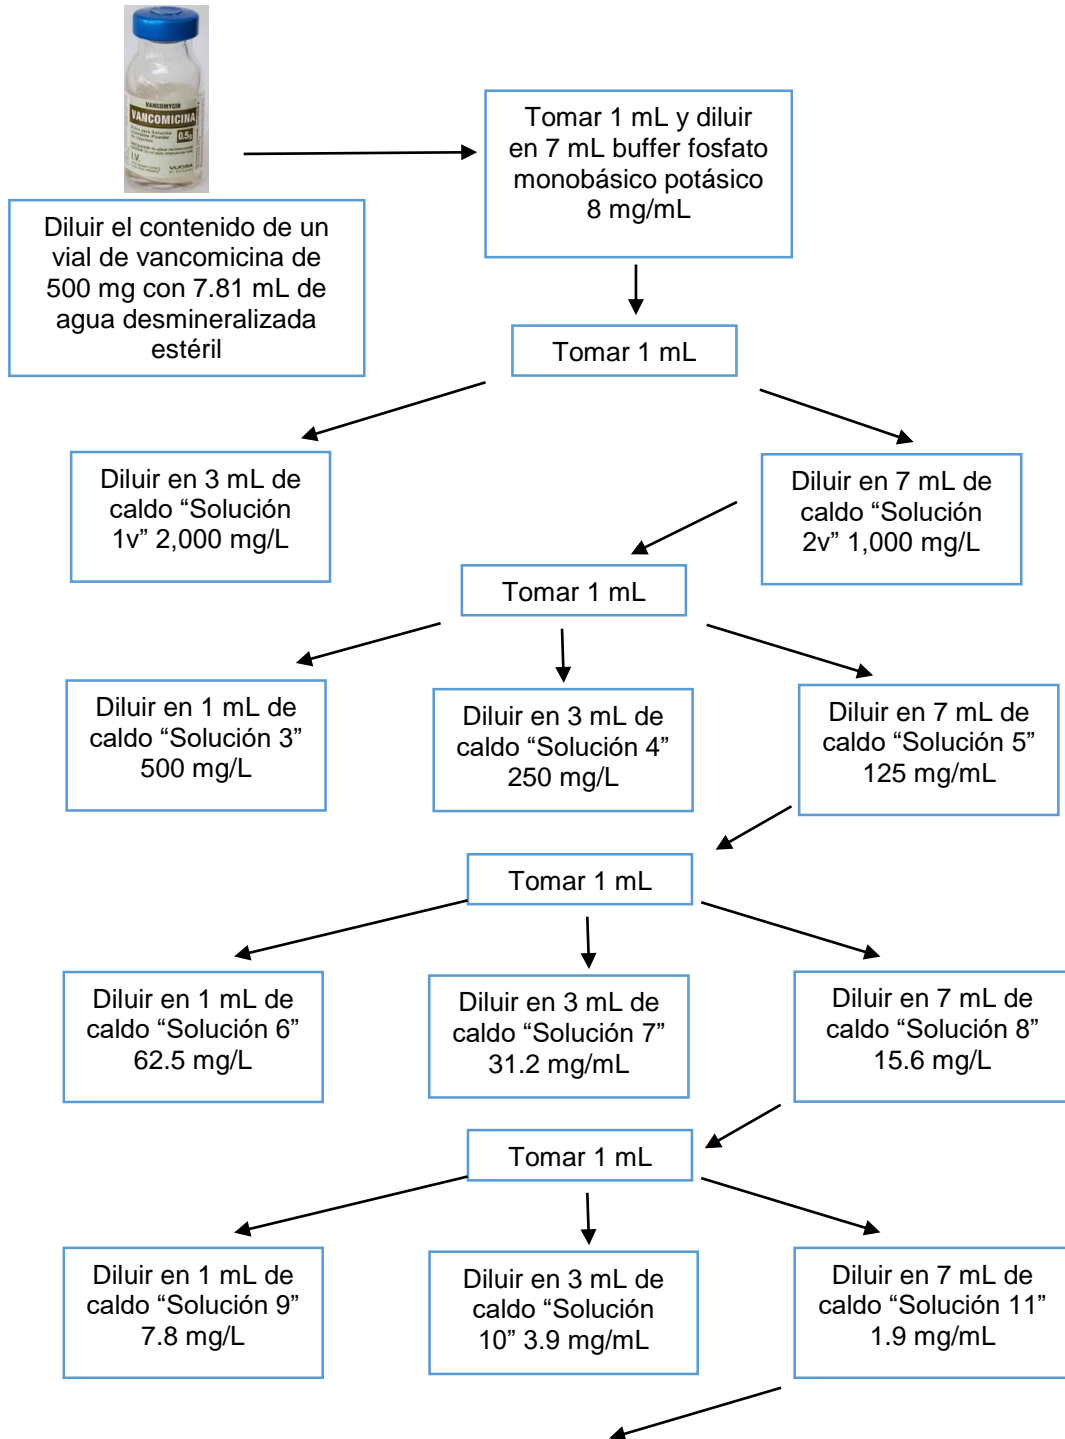 VANCOMYCIN
VANCOMICINA
0.5g
I.V.
VIJOSA
Diluir el contenido de un
vial de vancomicina de
500 mg con 7.81 mL de
agua desmineralizada
estéril
Tomar 1 mL y diluir
en 7 mL buffer fosfato
monobásico potásico
8 mg/mL
Tomar 1 mL
Diluir en 3 mL de
caldo “Solución
1v” 2,000 mg/L
Diluir en 7 mL de
caldo “Solución
2v” 1,000 mg/L
Tomar 1 mL
Diluir en 1 mL de
caldo “Solución 3”
500 mg/L
Diluir en 3 mL de
caldo “Solución 4”
250 mg/L
Diluir en 7 mL de
caldo “Solución 5”
125 mg/mL
Tomar 1 mL
Diluir en 1 mL de
caldo “Solución 6”
62.5 mg/L
Diluir en 3 mL de
caldo “Solución 7”
31.2 mg/mL
Diluir en 7 mL de
caldo “Solución 8”
15.6 mg/L
Tomar 1 mL
Diluir en 1 mL de
caldo “Solución 9”
7.8 mg/L
Diluir en 3 mL de
caldo “Solución
10” 3.9 mg/mL
Diluir en 7 mL de
caldo “Solución 11”
1.9 mg/mL